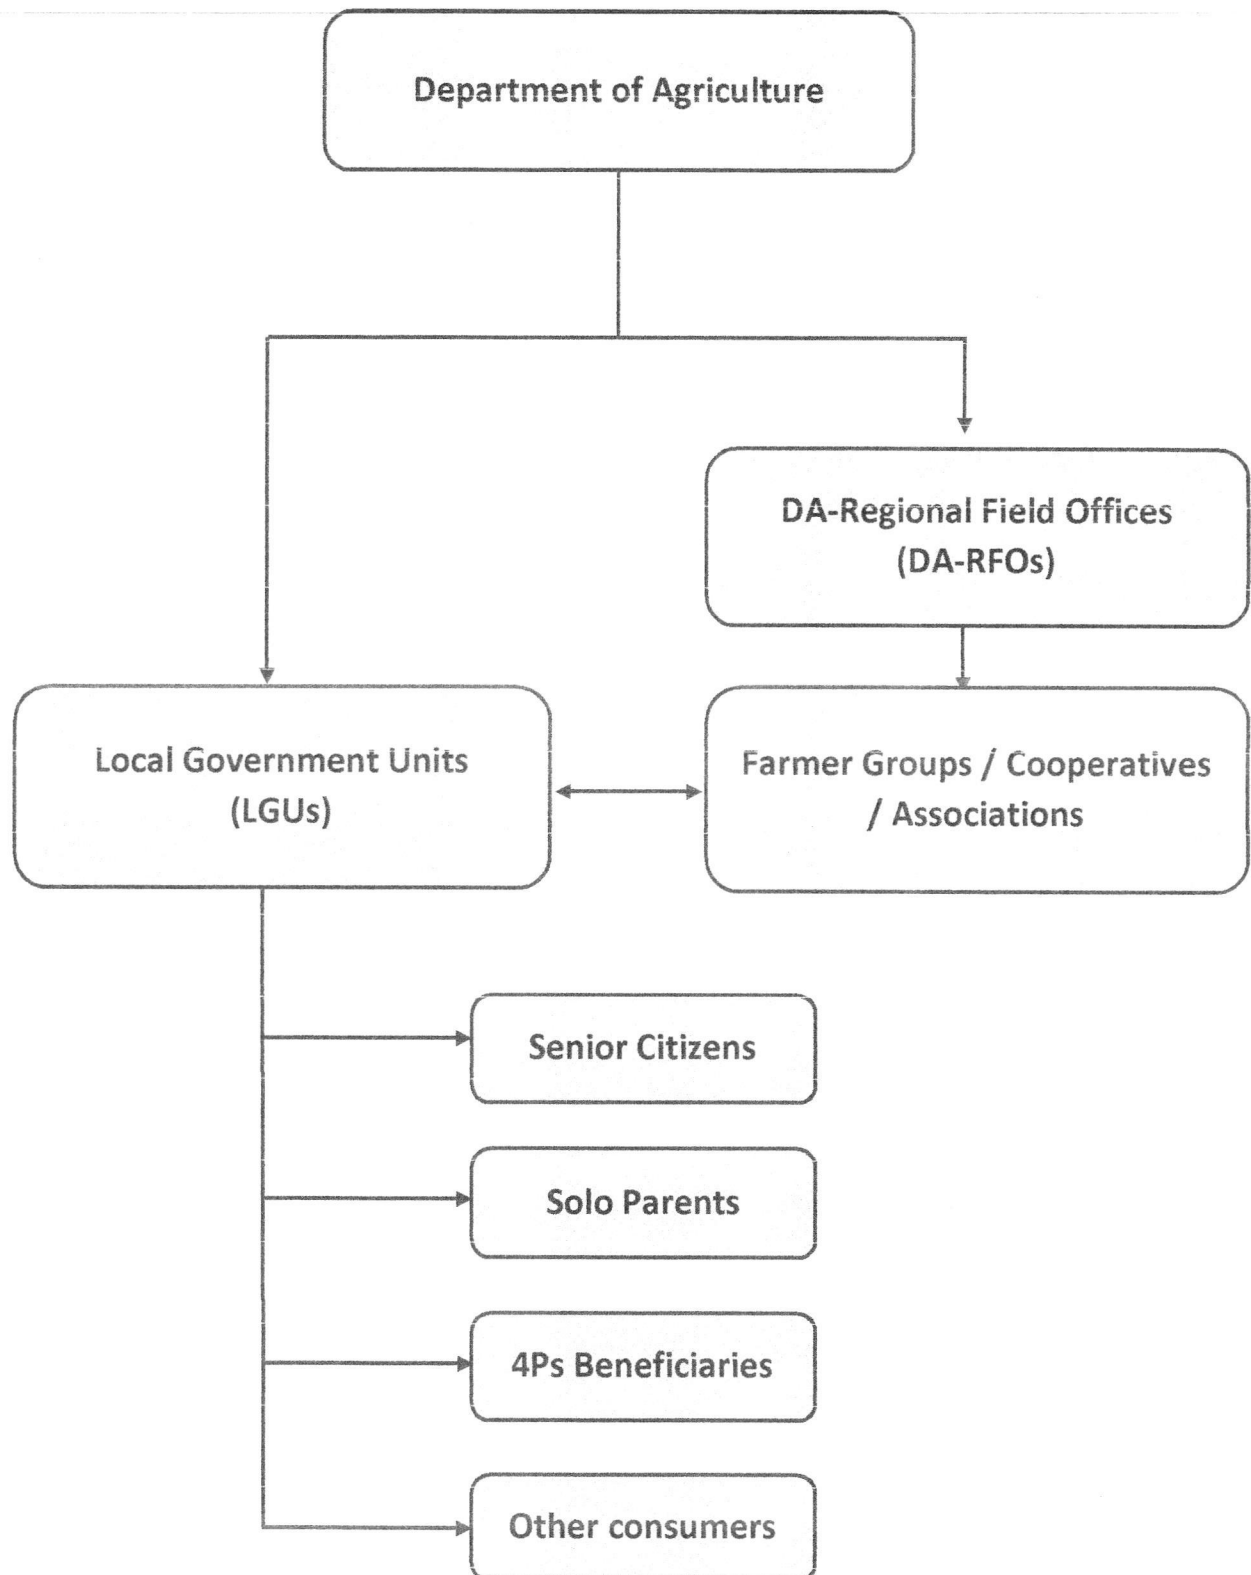 Department of Agriculture
DA-Regional Field Offices
(DA-RFOs)
Local Government Units
(LGUs)
Farmer Groups / Cooperatives
/ Associations
Senior Citizens
Solo Parents
4Ps Beneficiaries
Other consumers